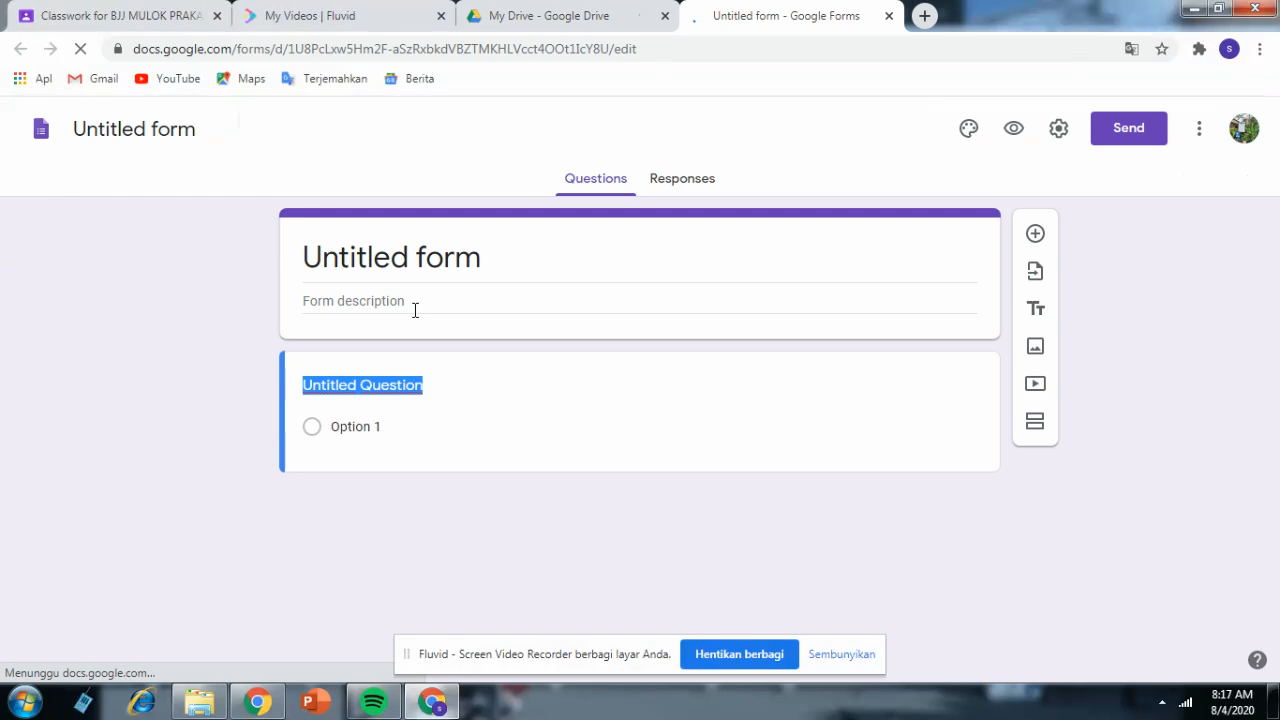 Classwork for BJJ MULOK PRAKA
My Videos | Fluvid
My Drive - Google Drive
Untitled form - Google Forms
docs.google.com/forms/d/1U8PcLxw5Hm2F-aSzRxbkdVBZTMKHLVcct4OOt1IcY8U/edit
S
Apl
Gmail
YouTube
Maps
Terjemahkan
Berita
Untitled form
Send
Questions
Responses
Untitled form
Form description
Untitled Question
Option 1
Fluvid - Screen Video Recorder berbagi layar Anda.
Hentikan berbagi
Sembunyikan
Menunggu docs.google.com...
8:17 AM
8/4/2020